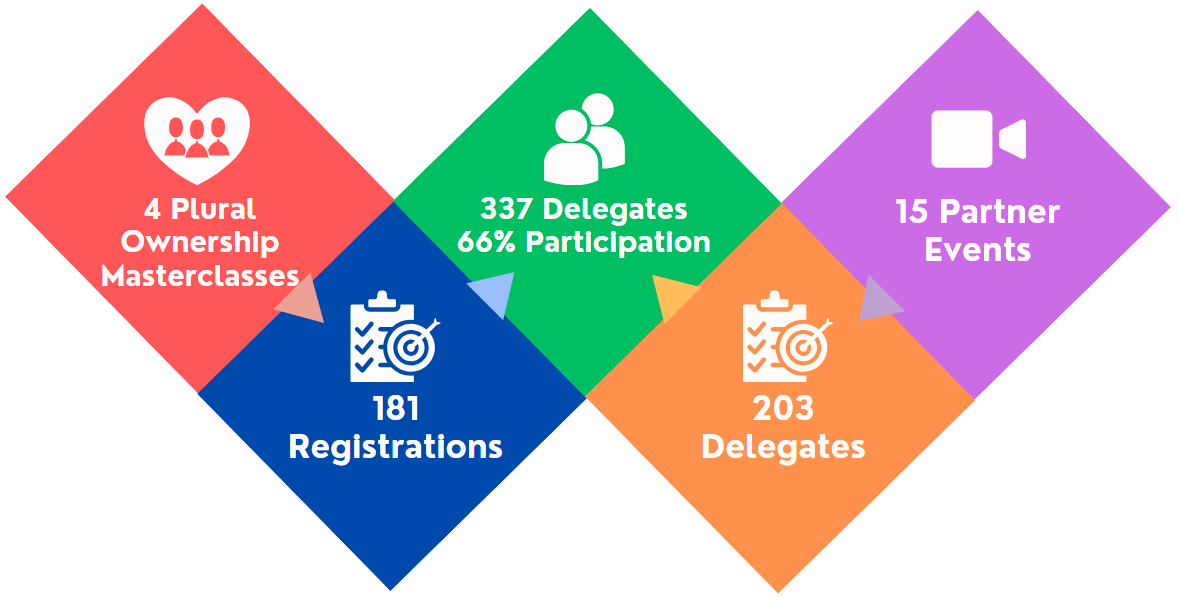 4 Plural
Ownership
Masterclasses
181
Registrations
337 Delegates
66% Participation
203
Delegates
15 Partner
Events